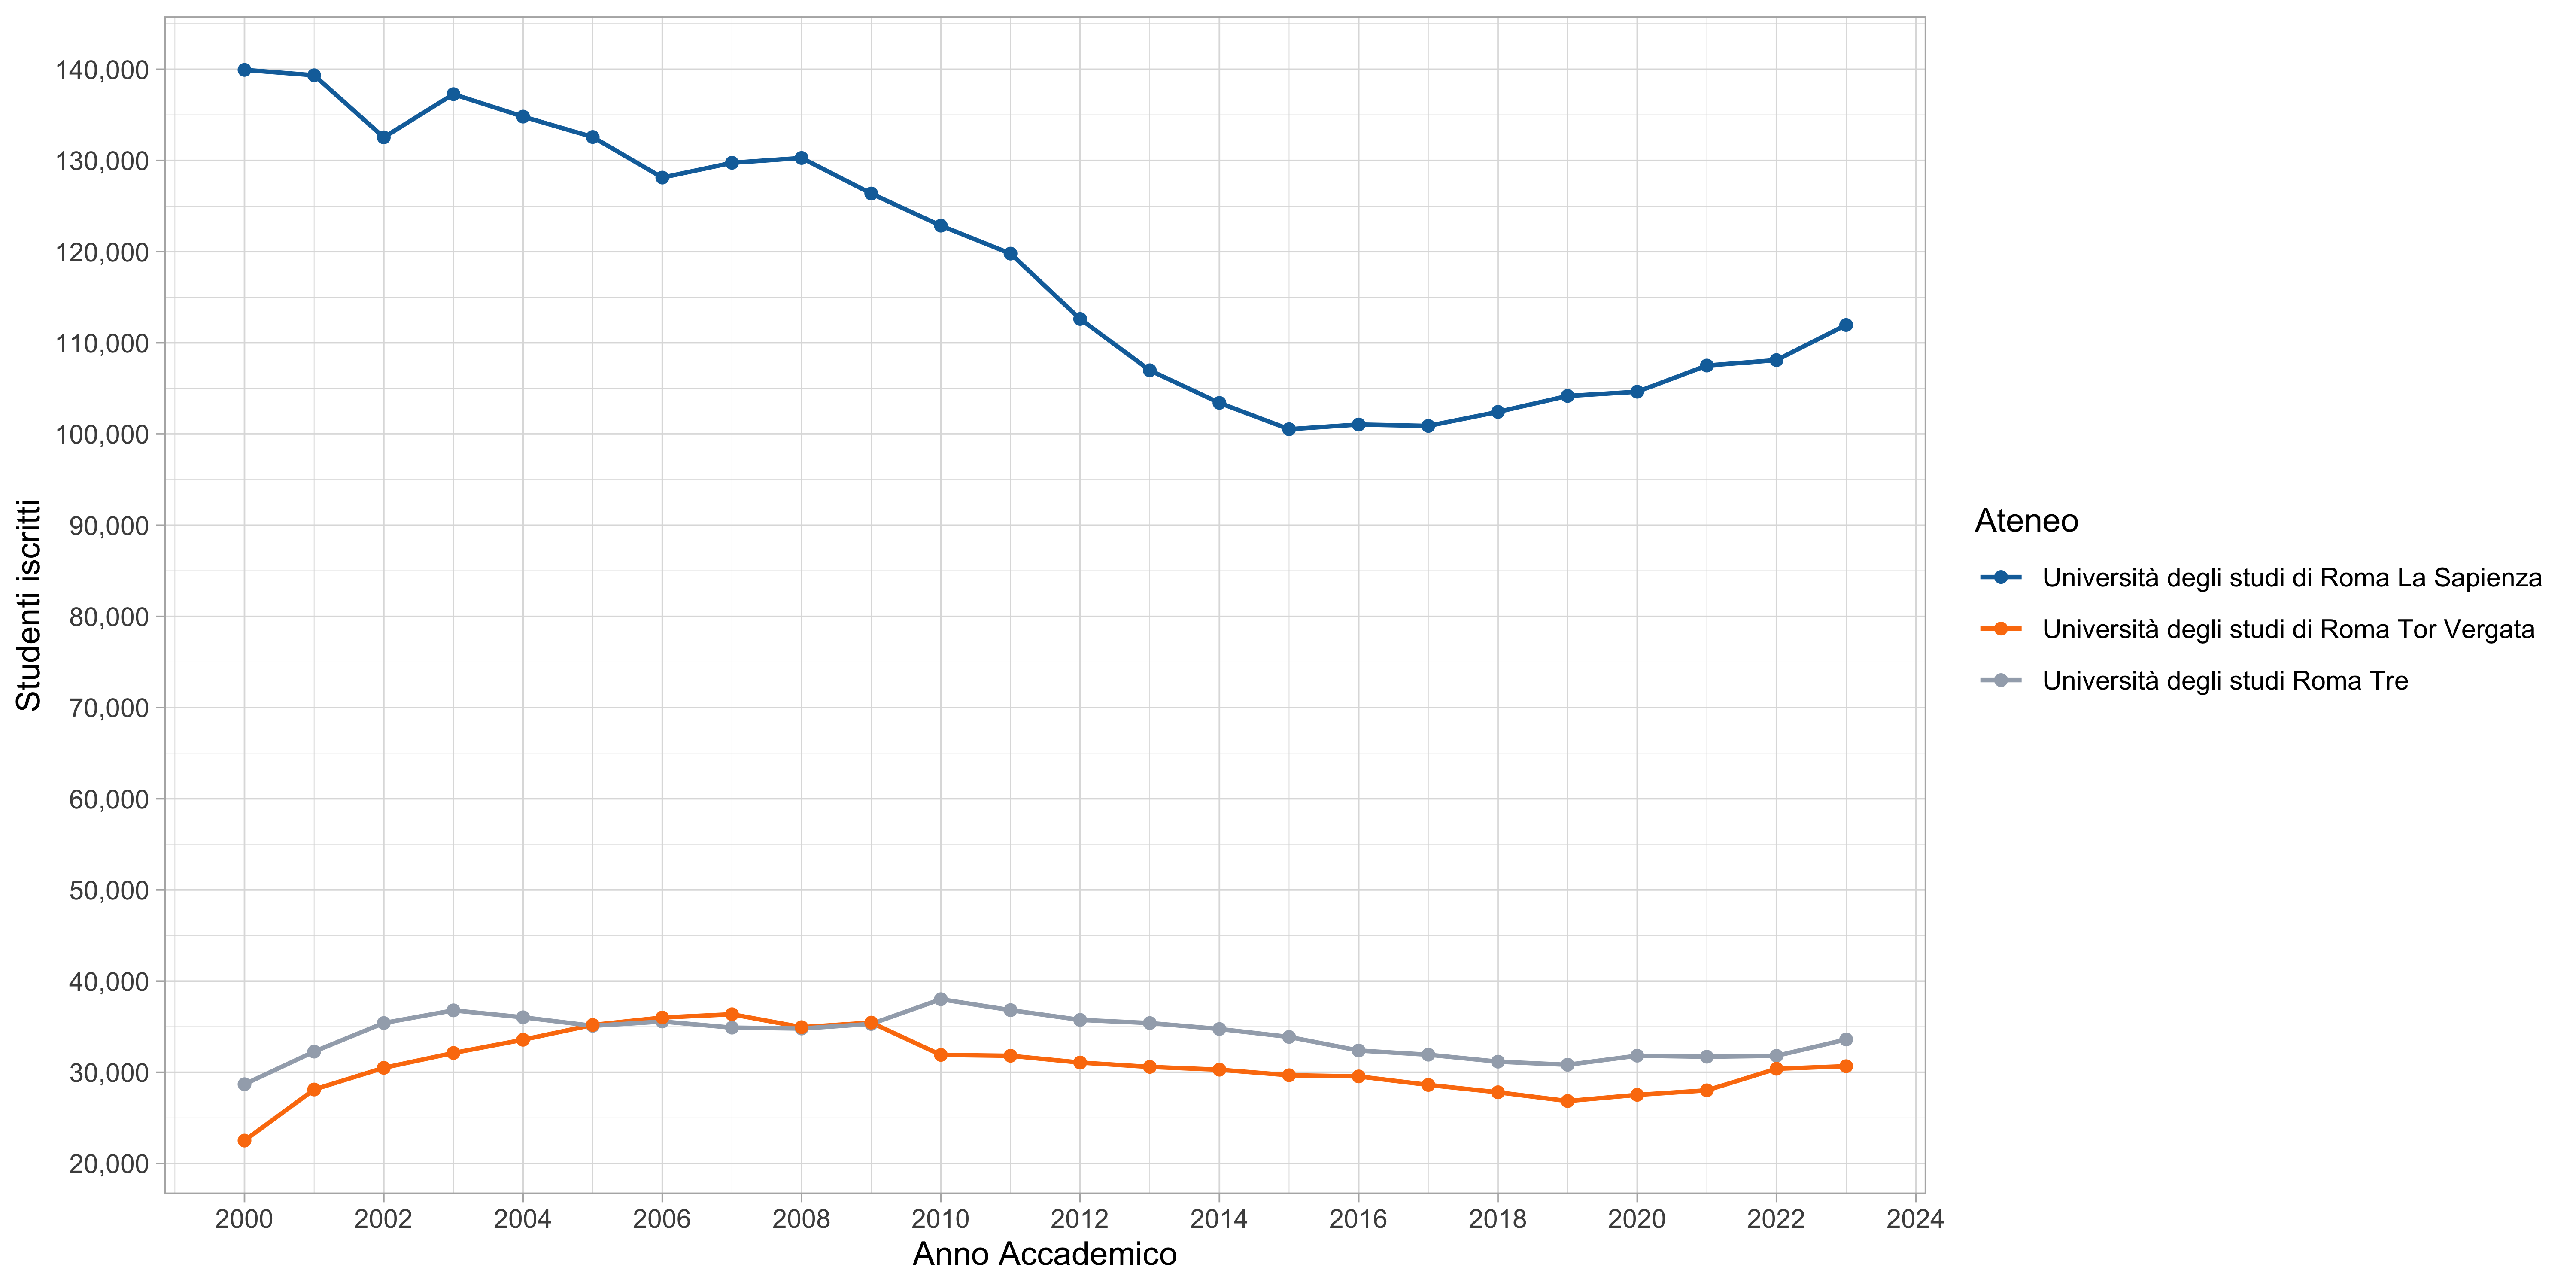 140,000
130,000
120,000
110,000
100,000
90,000
80,000
70,000
60,000
50,000
40,000
30,000
20,000
Studenti iscritti
2000 2002 2004 2006 2008 2010 2012 2014 2016 2018 2020 2022 2024
Anno Accademico
Ateneo
Università degli studi di Roma La Sapienza
Università degli studi di Roma Tor Vergata
Università degli studi Roma Tre